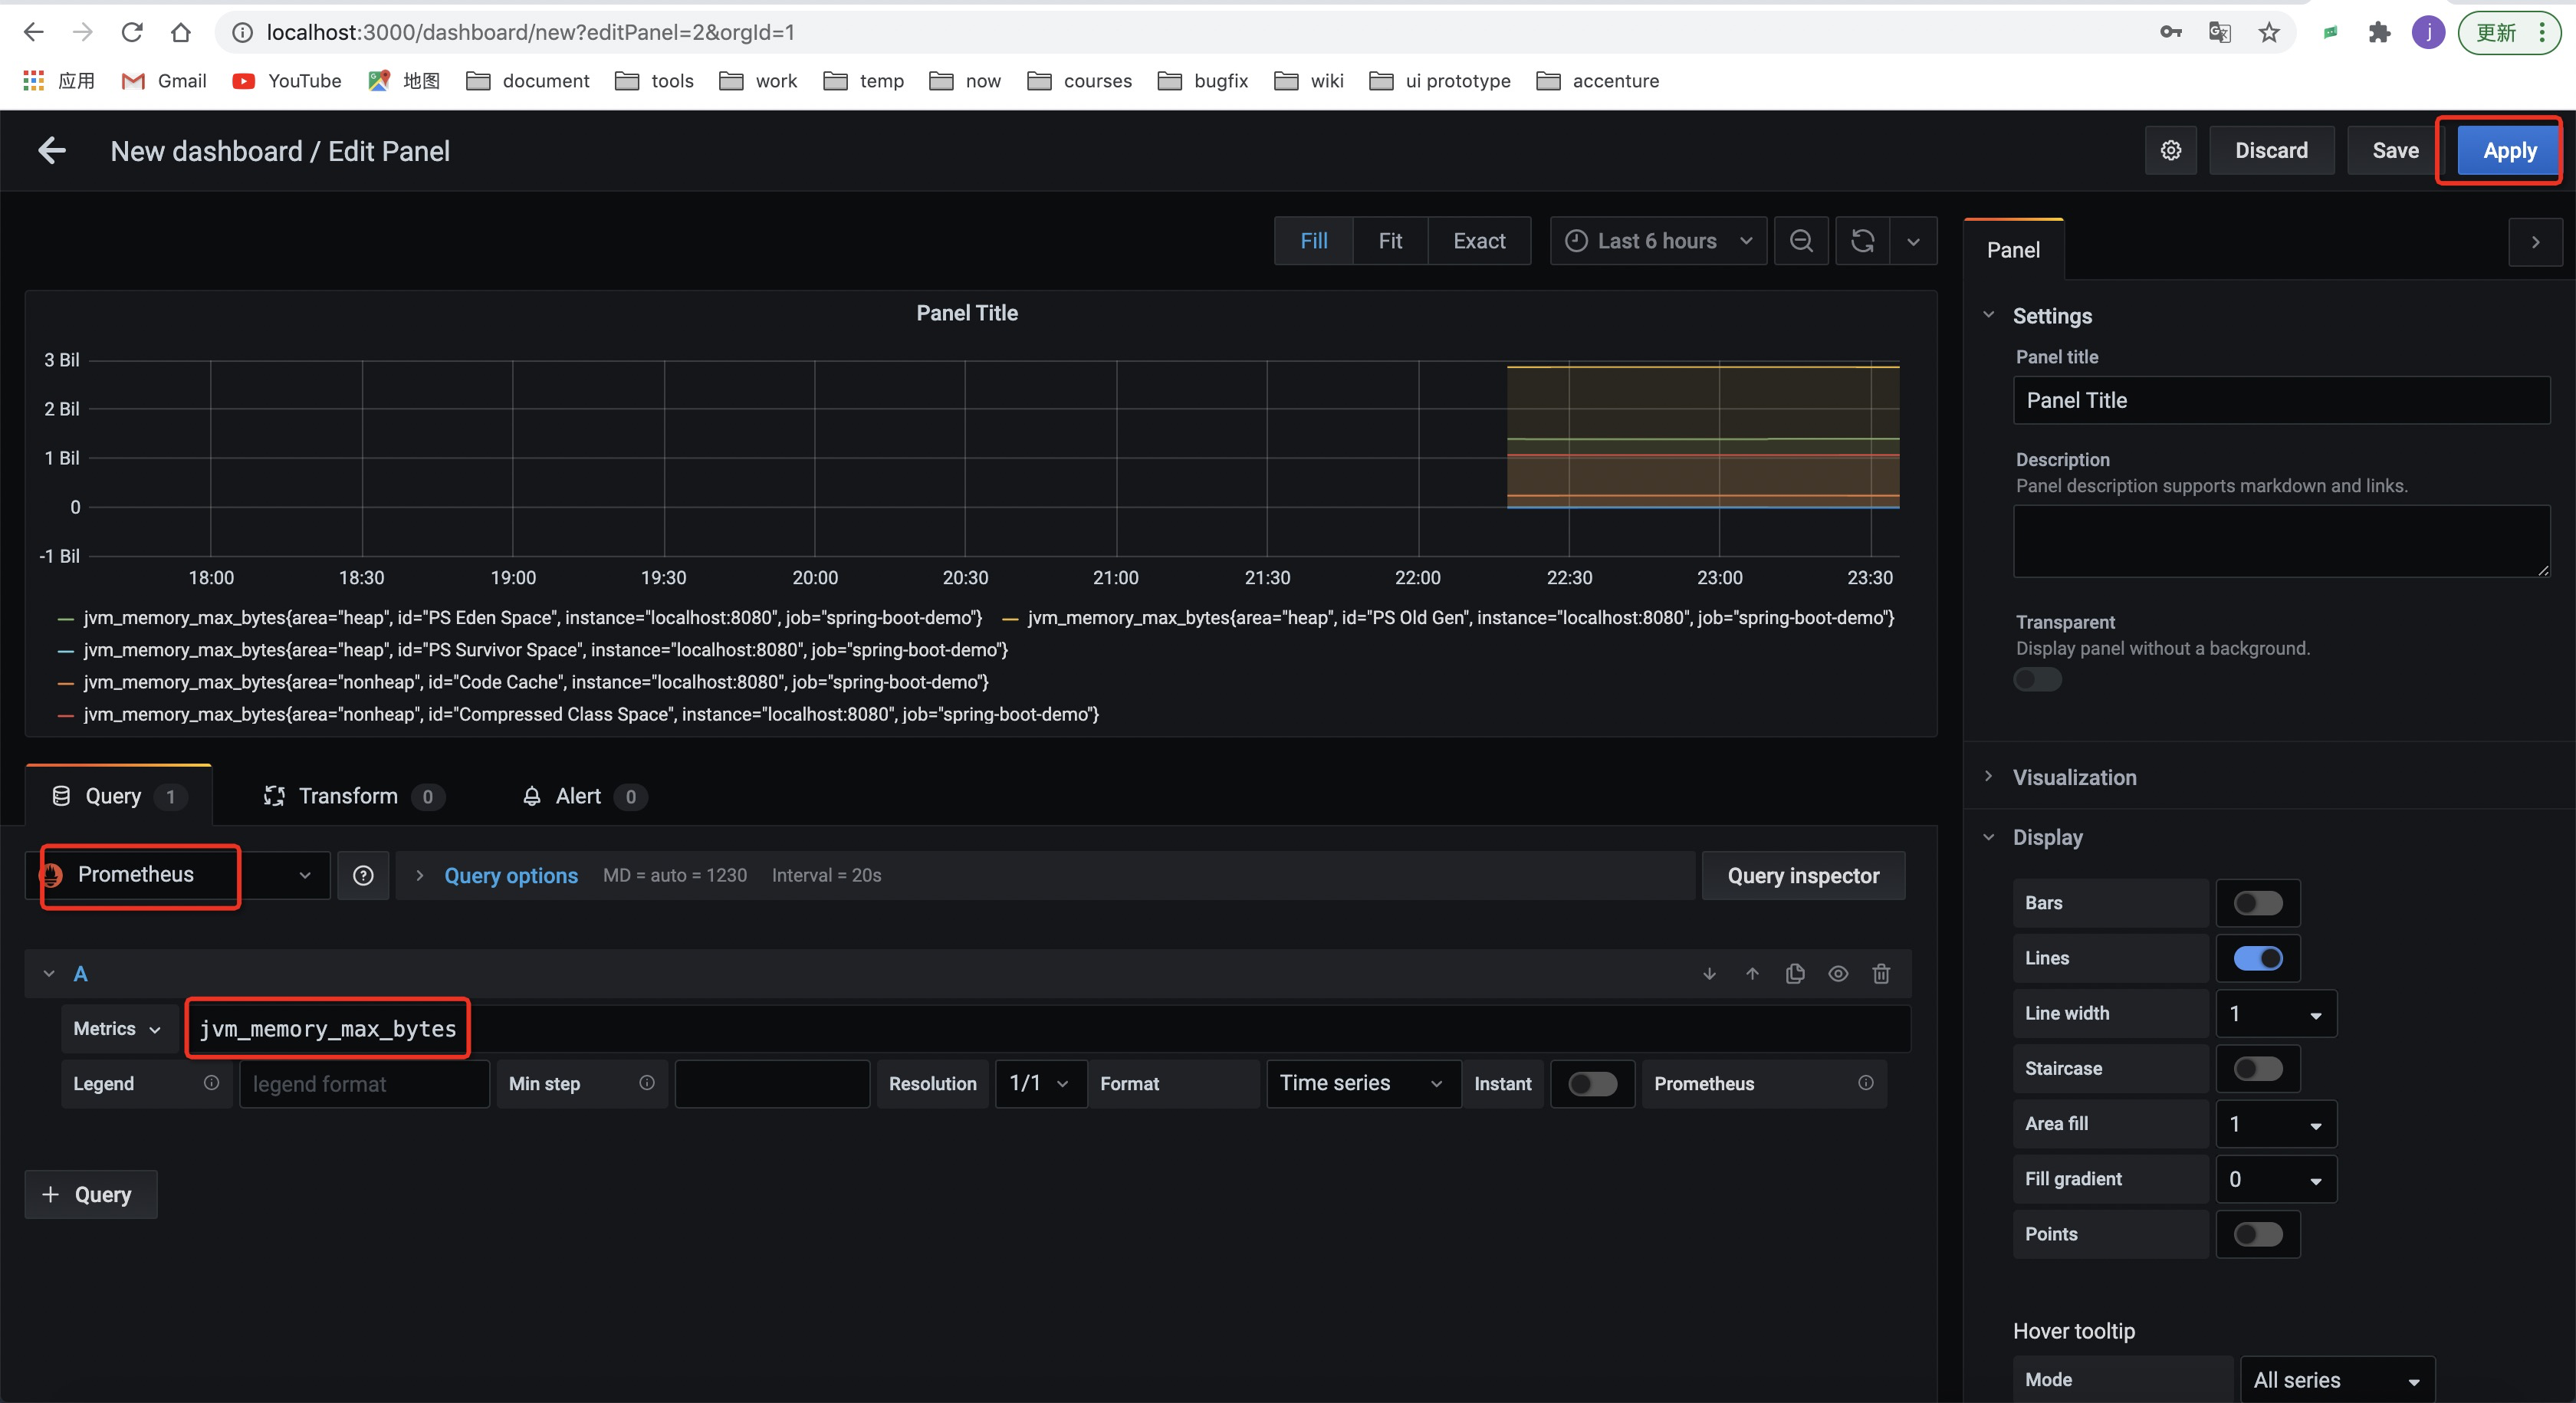 localhost:3000/dashboard/new?editPanel=2&orgId=1
j
更新
应用
Gmail
YouTube
地图
document
tools
work
temp
now
courses
bugfix
wiki
ui prototype
accenture
New dashboard / Edit Panel
Discard
Save
Apply
Fill
Fit
Exact
Last 6 hours
Panel Title
3 Bil
2 Bil
1 Bil
0
-1 Bil
18:00 18:30 19:00 19:30 20:00 20:30 21:00 21:30 22:00 22:30 23:00 23:30
jvm_memory_max_bytes{area="heap", id="PS Eden Space", instance="localhost:8080", job="spring-boot-demo"}
jvm_memory_max_bytes{area="heap", id="PS Old Gen", instance="localhost:8080", job="spring-boot-demo"}
jvm_memory_max_bytes{area="heap", id="PS Survivor Space", instance="localhost:8080", job="spring-boot-demo"}
jvm_memory_max_bytes{area="nonheap", id="Code Cache", instance="localhost:8080", job="spring-boot-demo"}
jvm_memory_max_bytes{area="nonheap", id="Compressed Class Space", instance="localhost:8080", job="spring-boot-demo"}
Query 1
Transform 0
Alert 0
Prometheus
Query options
MD = auto = 1230
Interval = 20s
Query inspector
A
Metrics
jvm_memory_max_bytes
Legend
legend format
Min step
Resolution
1/1
Format
Time series
Instant
Prometheus
+ Query
Panel
Settings
Panel title
Panel Title
Description
Panel description supports markdown and links.
Transparent
Display panel without a background.
Visualization
Display
Bars
Lines
Line width
1
Staircase
Area fill
1
Fill gradient
0
Points
Hover tooltip
Mode
All series